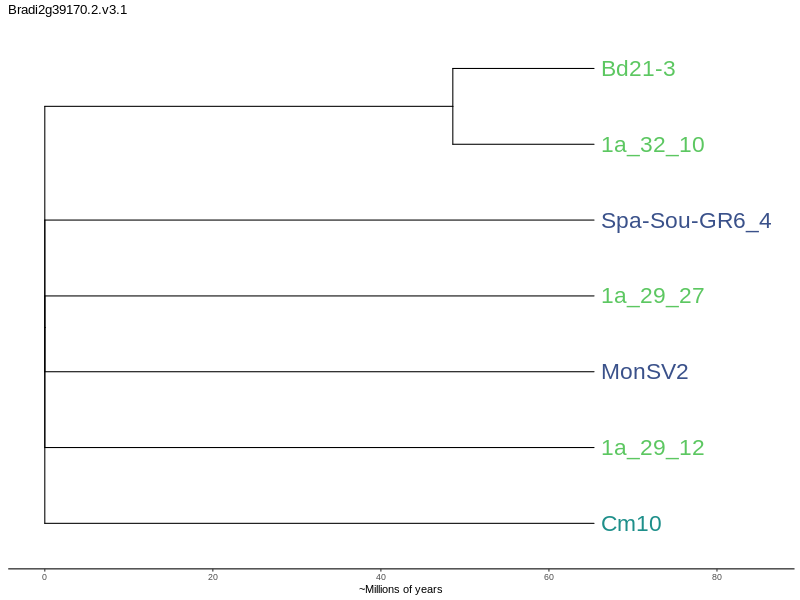 Bradi2g39170.2.v3.1
Bd21-3
1a_32_10
Spa-Sou-GR6_4
1a_29_27
MonSV2
1a_29_12
Cm10
0 20 40 60 80
~Millions of years